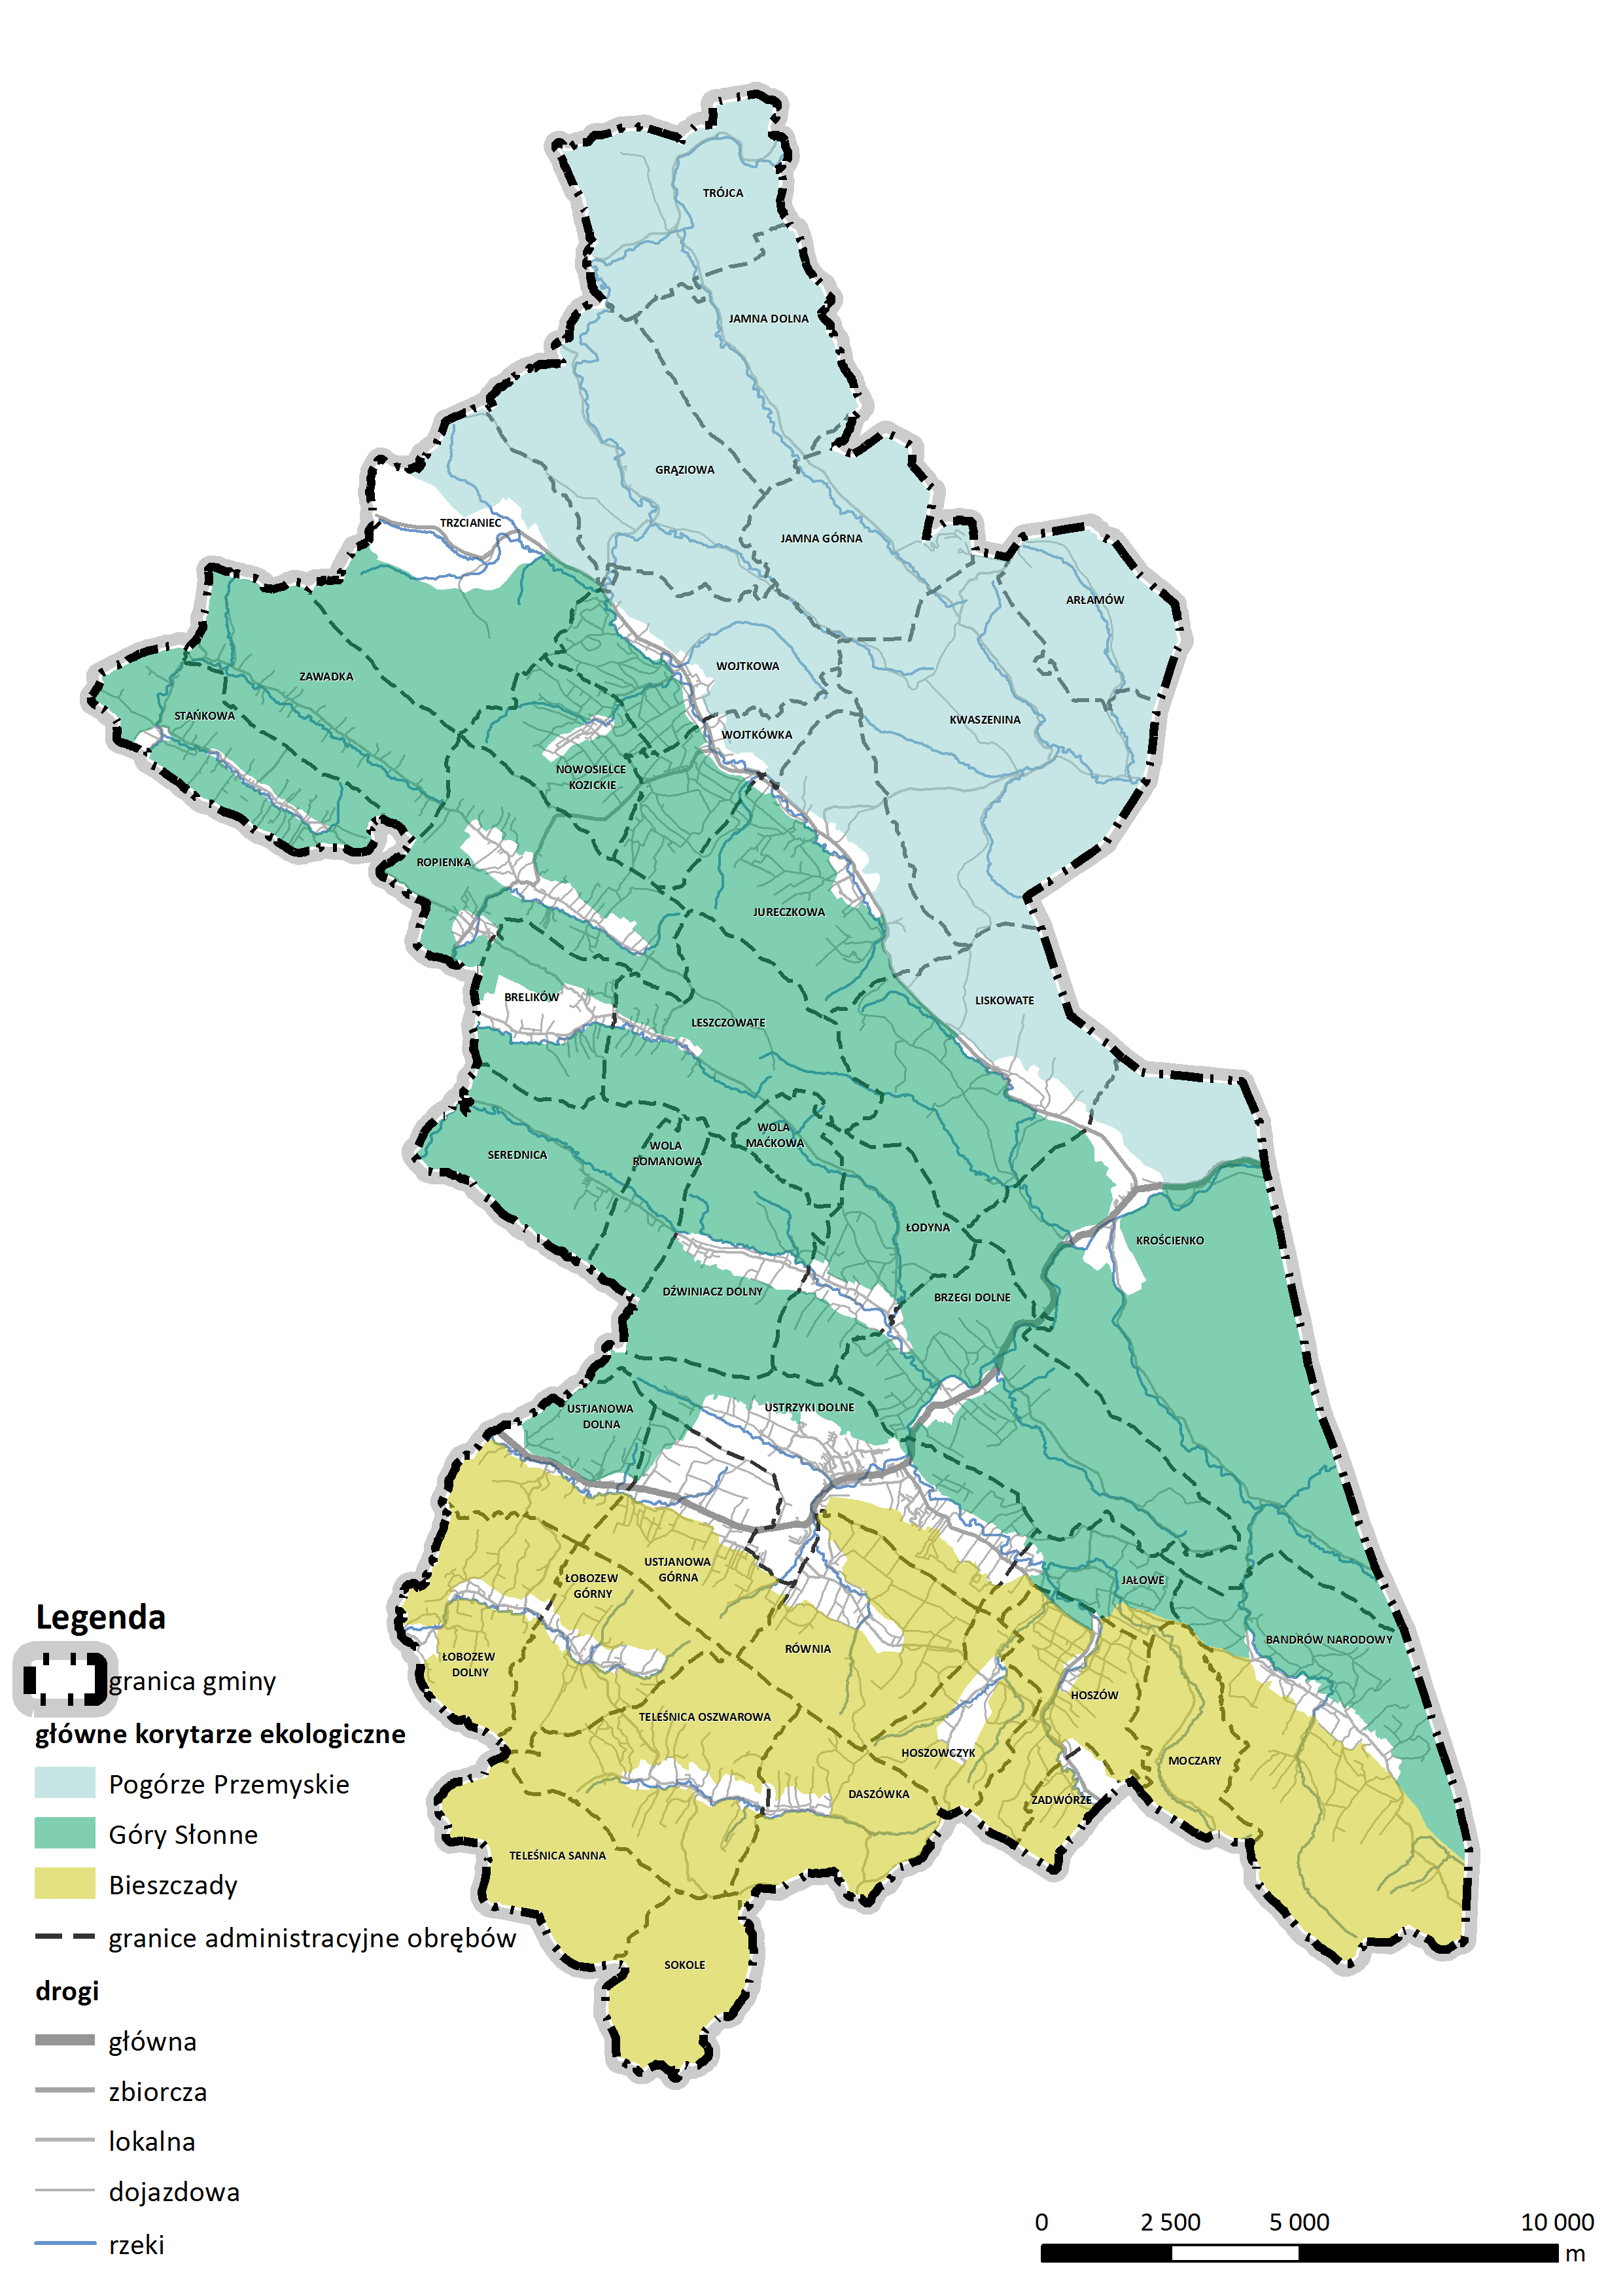 TRÓJCA
JAMNA DOLNA
GRĄZIOWA
TRZCIANIEC
JAMNA GÓRNA
ARŁAMÓW
WOJTKOWA
ZAWADKA
STAŃKOWA
KWASZENINA
WOJTKÓWKA
NOWOSIELCE
KOZICKIE
ROPIENKA
JURECZKOWA
BRELIKÓW
LISKOWATE
LESZCZOWATE
WOLA
MAĆKOWA
SEREDNICA
WOLA
ROMANOWA
ŁODYNA
KROŚCIENKO
DŹWINIACZ DOLNY
BRZEGI DOLNE
USTJANOWA
DOLNA
USTRZYKI DOLNE
USTJANOWA
GÓRNA
ŁOBOZEW
GÓRNY
JAŁOWE
BANDRÓW NARODOWY
RÓWNIA
ŁOBOZEW
DOLNY
HOSZÓW
TELEŚNICA OSZWAROWA
HOSZOWCZYK
MOCZARY
DASZÓWKA
ZADWÓRZE
TELEŚNICA SANNA
SOKOLE
Legenda
granica gminy
główne korytarze ekologiczne
Pogórze Przemyskie
Góry Słonne
Bieszczady
granice administracyjne obrębów
drogi
główna
zbiorcza
lokalna
dojazdowa
rzeki
0 2 500 5 000 10 000
m